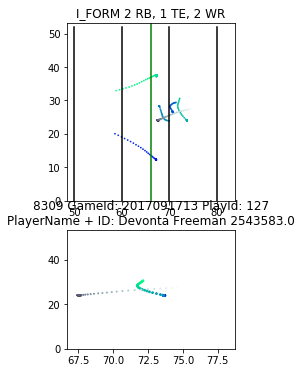 I_FORM 2 RB, 1 TE, 2 WR
50
40
30
20
10
0
50 60 70 80
8309 GameId: 2017091713 PlayId: 127
PlayerName + ID: Devonta Freeman 2543583.0
40
20
0
67.5 70.0 72.5 75.0 77.5